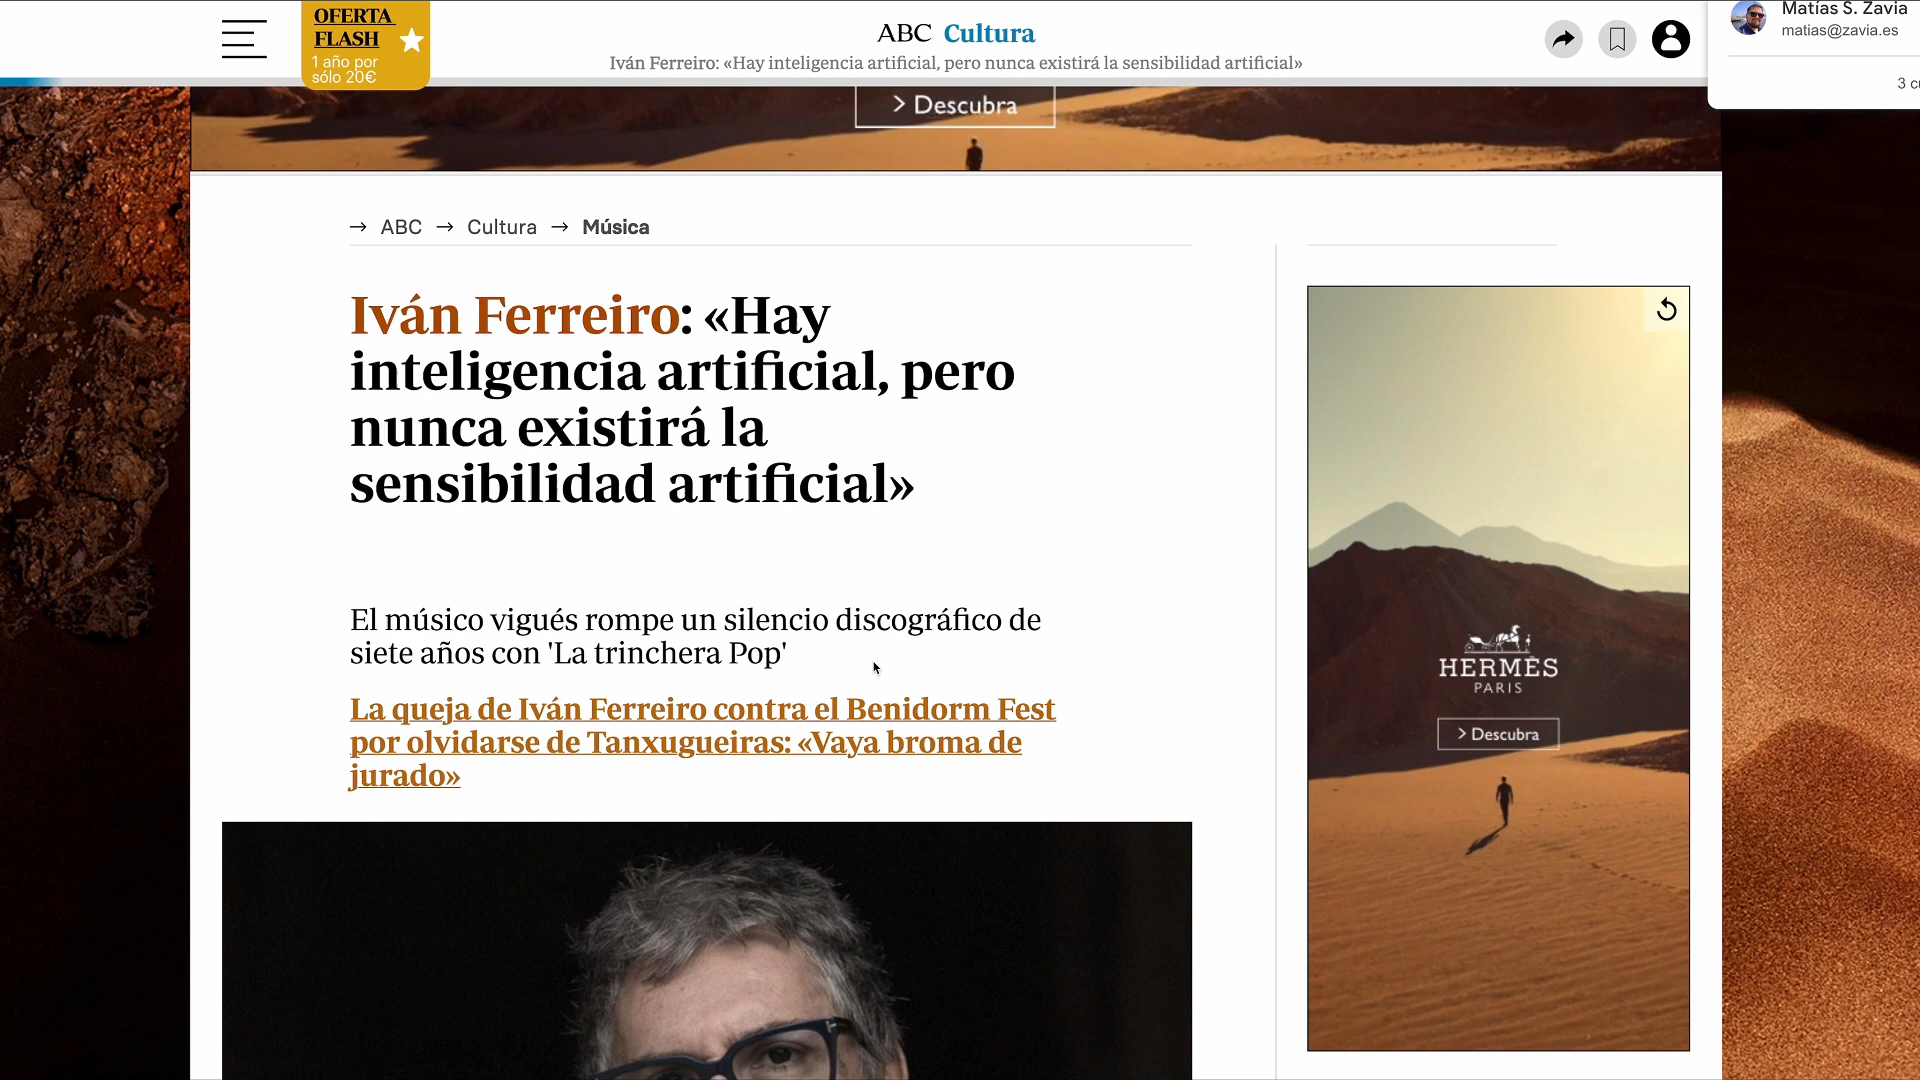 OFERTA
FLASH
1 año por
sólo 20€
ABC Cultura
Iván Ferreiro: «Hay inteligencia artificial, pero nunca existirá la sensibilidad artificial»
Matías S. Zavia
matias@zavia.es
3
> Descubra
→ ABC → Cultura → Música
Iván Ferreiro: «Hay
inteligencia artificial, pero
nunca existirá la
sensibilidad artificial»
El músico vigués rompe un silencio discográfico de
siete años con 'La trinchera Pop'
La queja de Iván Ferreiro contra el Benidorm Fest
por olvidarse de Tanxugueiras: «Vaya broma de
jurado»
HERMÈS
PARIS
> Descubra